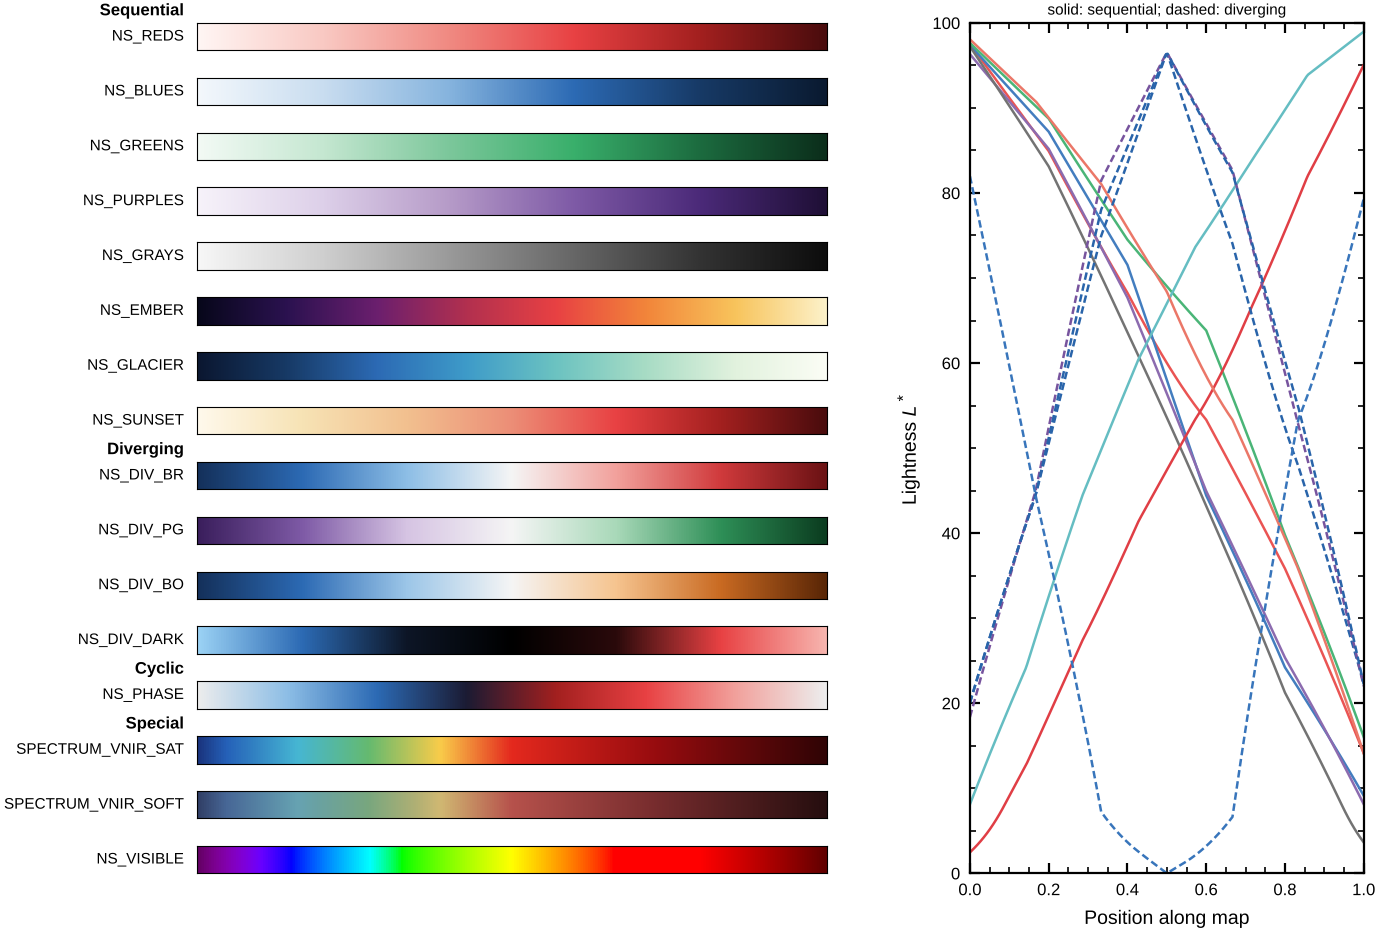 Sequential
NS_REDS
NS_BLUES
NS_GREENS
NS_PURPLES
NS_GRAYS
NS_EMBER
NS_GLACIER
NS_SUNSET
Diverging
NS_DIV_BR
NS_DIV_PG
NS_DIV_BO
NS_DIV_DARK
Cyclic
NS_PHASE
Special
SPECTRUM_VNIR_SAT
SPECTRUM_VNIR_SOFT
NS_VISIBLE
solid: sequential; dashed: diverging
100
80
60
40
20
0
Lightness L*
0.0 0.2 0.4 0.6 0.8 1.0
Position along map